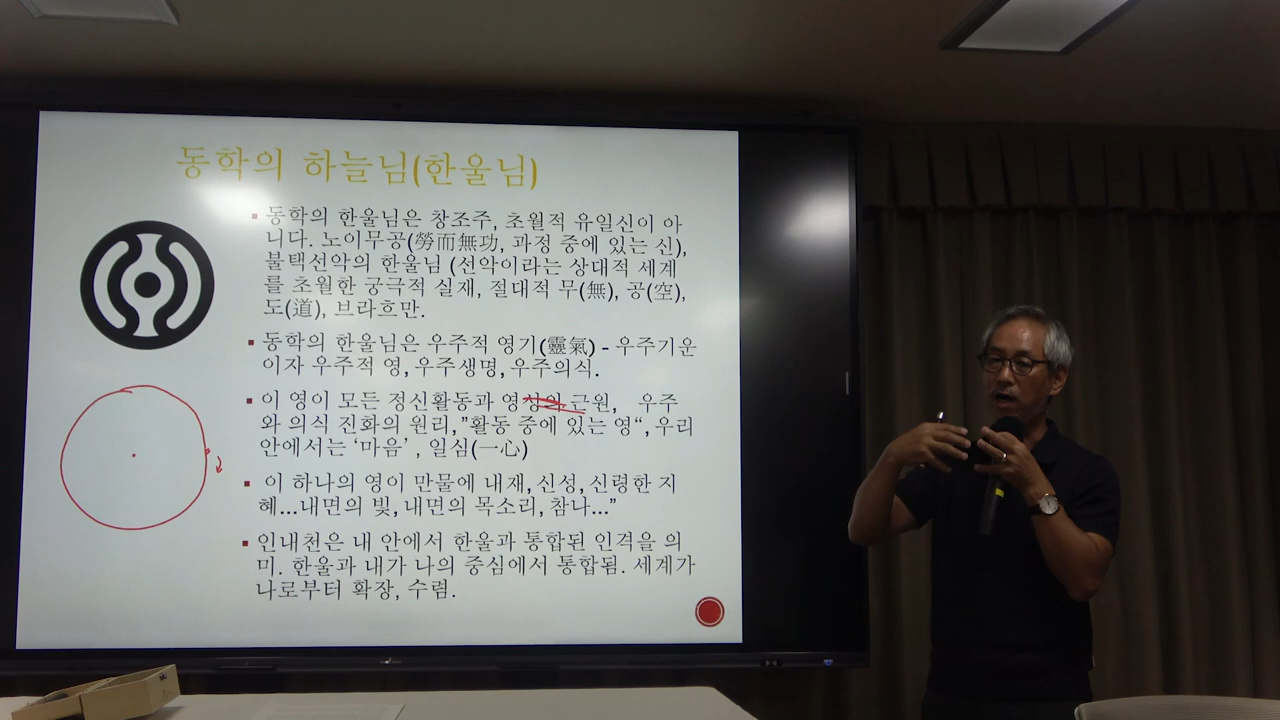 동학의 하늘님(한울님)
▪ 동학의 한울님은 창조주, 초월적 유일신이 아
니다. 노이무공(勞而無功, 과정 중에 있는 신),
불택선악의 한울님 (선악이라는 상대적 세계
를 초월한 궁극적 실재, 절대적 무(無), 공(空),
도(道), 브라흐만.
▪ 동학의 한울님은 우주적 영기(靈氣) - 우주기운
이자 우주적 영, 우주생명, 우주의식.
▪ 이 영이 모든 정신활동과 영성의 근원, 우주
와 의식 진화의 원리,”활동 중에 있는 영“, 우리
안에서는 ‘마음’ , 일심(一心)
▪ 이 하나의 영이 만물에 내재, 신성, 신령한 지
혜…내면의 빛, 내면의 목소리, 참나…”
▪ 인내천은 내 안에서 한울과 통합된 인격을 의
미. 한울과 내가 나의 중심에서 통합됨. 세계가
나로부터 확장, 수렴.